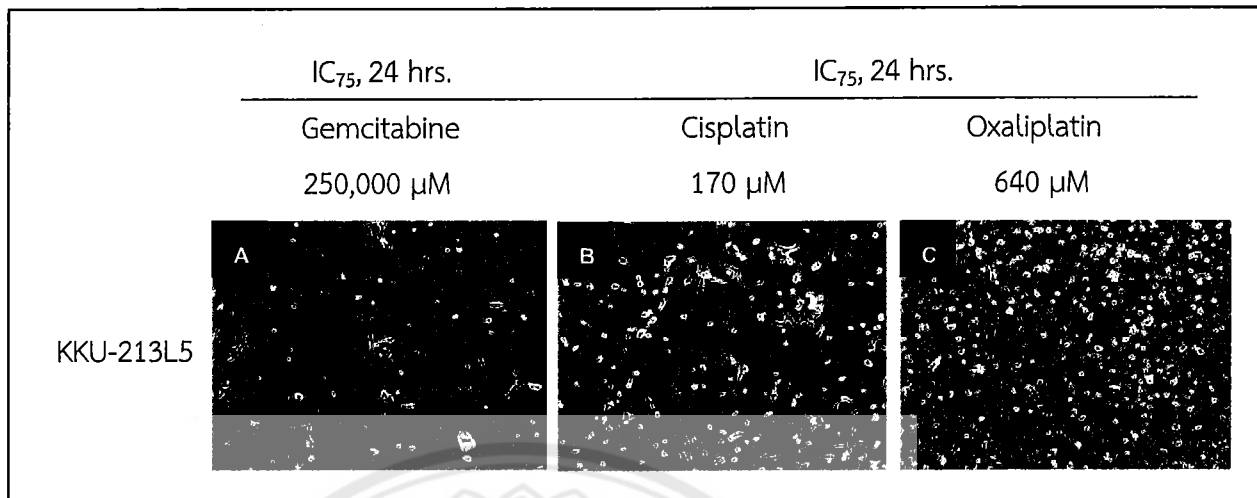 IC₇₅, 24 hrs. IC₇₅, 24 hrs.
Gemcitabine Cisplatin Oxaliplatin
250,000 µM 170 µM 640 µM
A B C
KKU-213L5